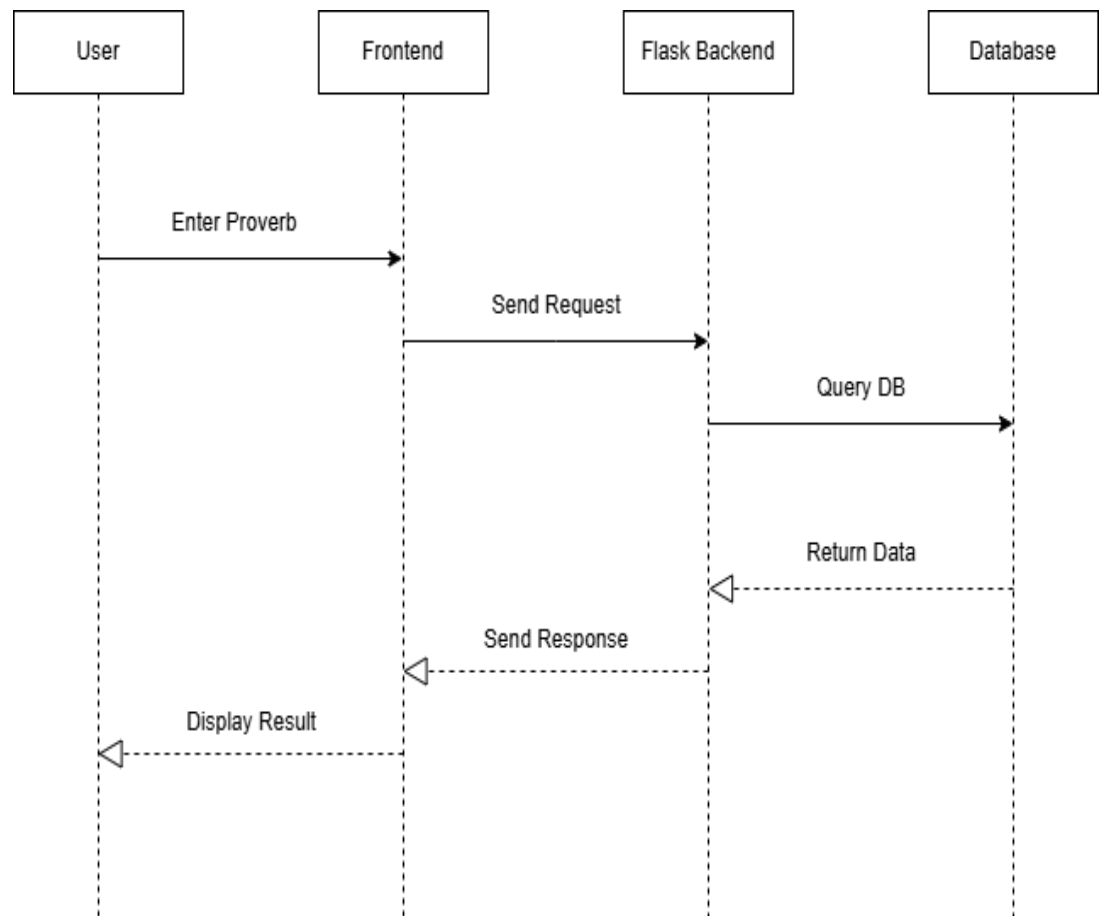 User
Frontend
Flask Backend
Database
Enter Proverb
Send Request
Query DB
Return Data
Send Response
Display Result